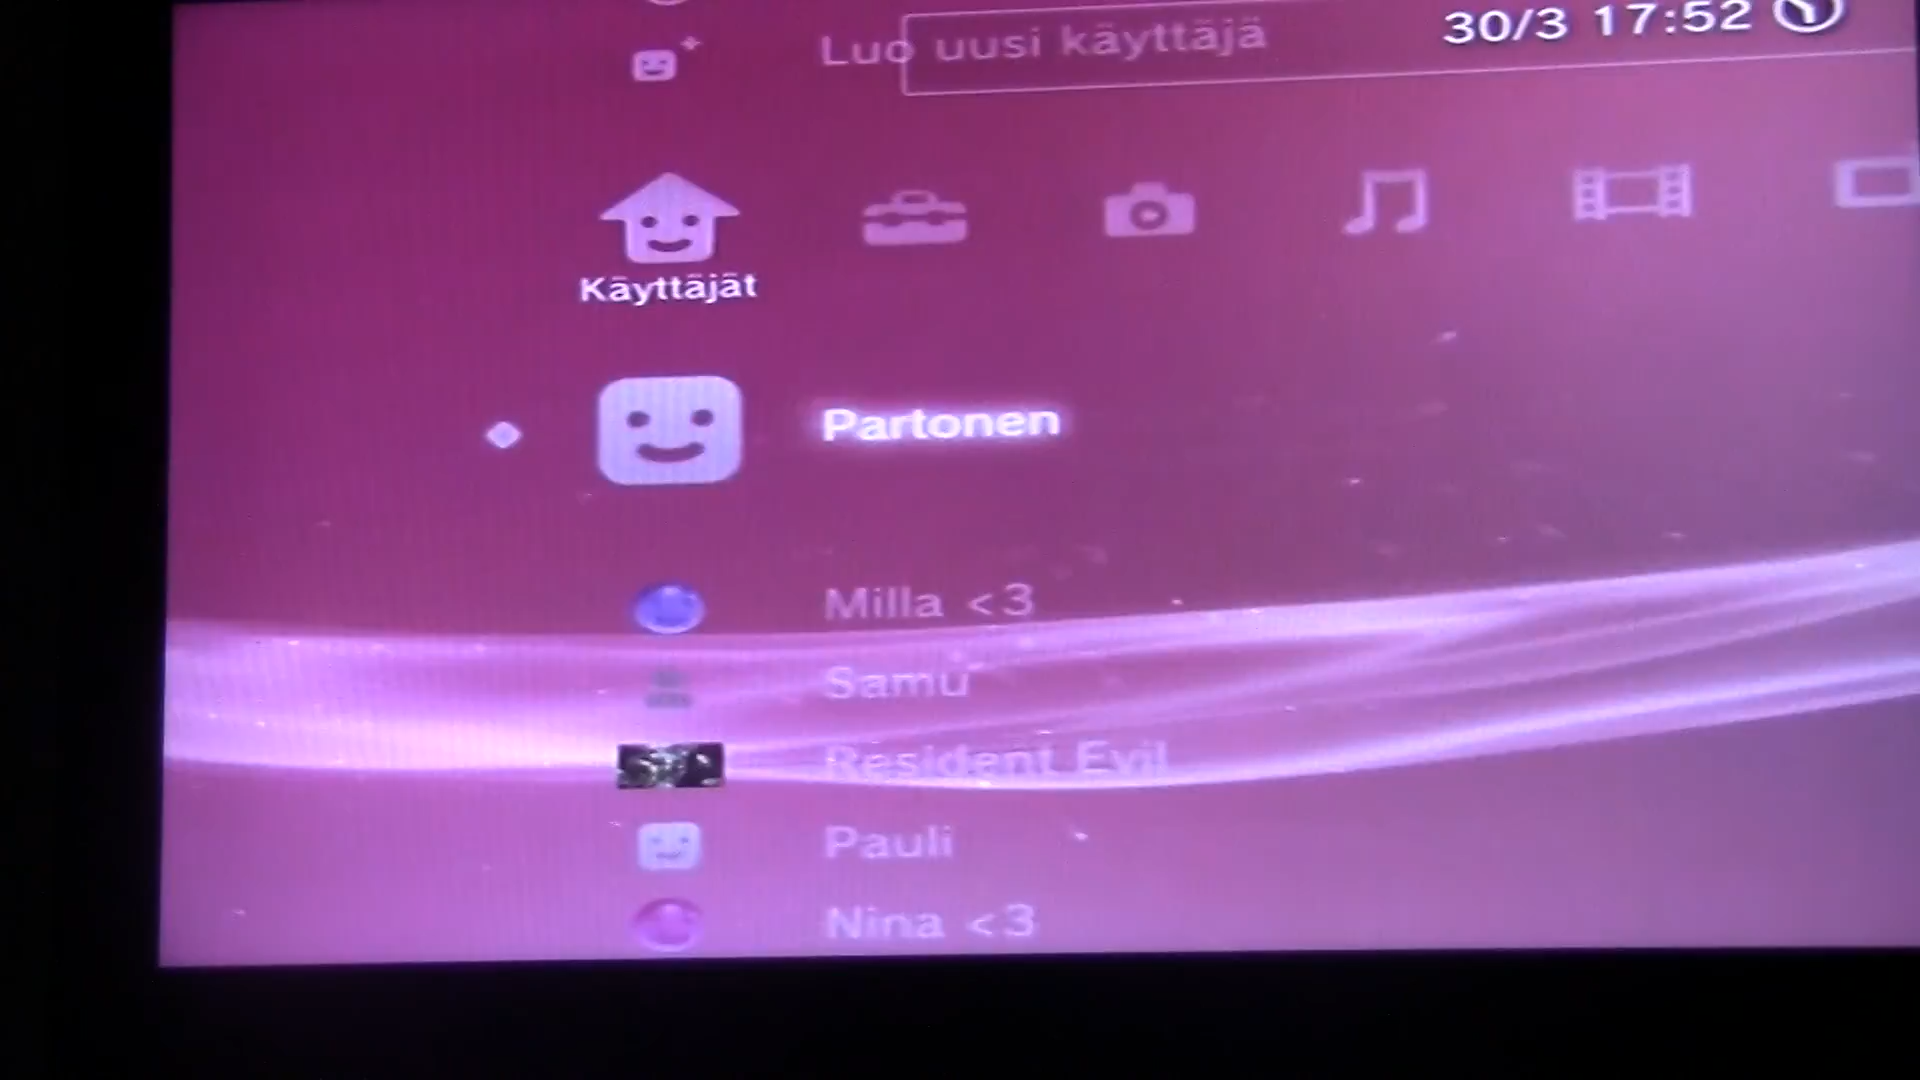 Luo uusi käyttäjä
30/3 17:52
Käyttäjät
Partonen
Milla <3
Samu
Resident Evil
Pauli
Nina <3